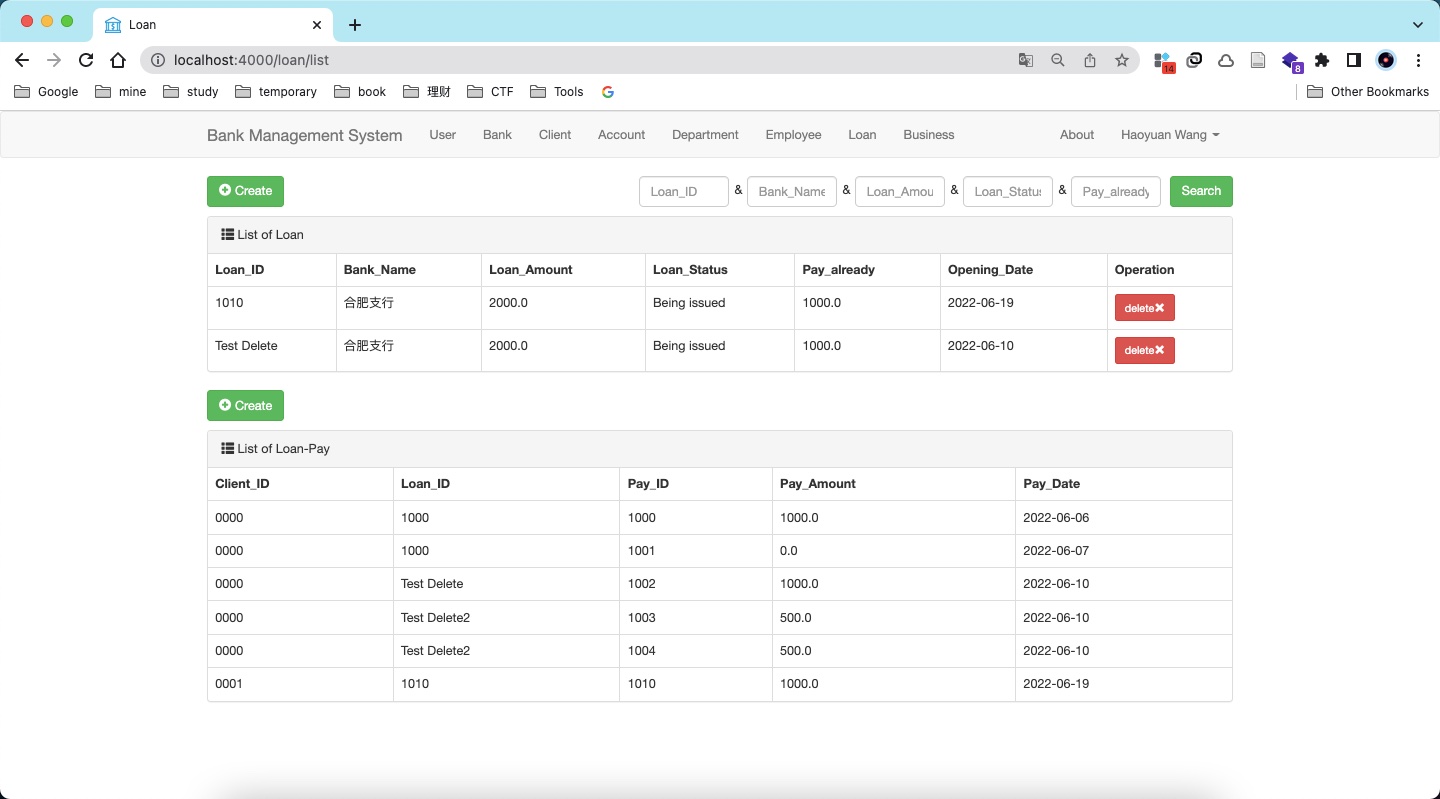 Loan
localhost:4000/loan/list
14
8
Google mine study temporary book 理财 CTF Tools Other Bookmarks
Bank Management System User Bank Client Account Department Employee Loan Business About Haoyuan Wang
Create Loan_ID & Bank_Name & Loan_Amou & Loan_Status & Pay_already Search
List of Loan
Loan_ID Bank_Name Loan_Amount Loan_Status Pay_already Opening_Date Operation
1010 合肥支行 2000.0 Being issued 1000.0 2022-06-19 delete
Test Delete 合肥支行 2000.0 Being issued 1000.0 2022-06-10 delete
Create
List of Loan-Pay
Client_ID Loan_ID Pay_ID Pay_Amount Pay_Date
0000 1000 1000 1000.0 2022-06-06
0000 1000 1001 0.0 2022-06-07
0000 Test Delete 1002 1000.0 2022-06-10
0000 Test Delete2 1003 500.0 2022-06-10
0000 Test Delete2 1004 500.0 2022-06-10
0001 1010 1010 1000.0 2022-06-19